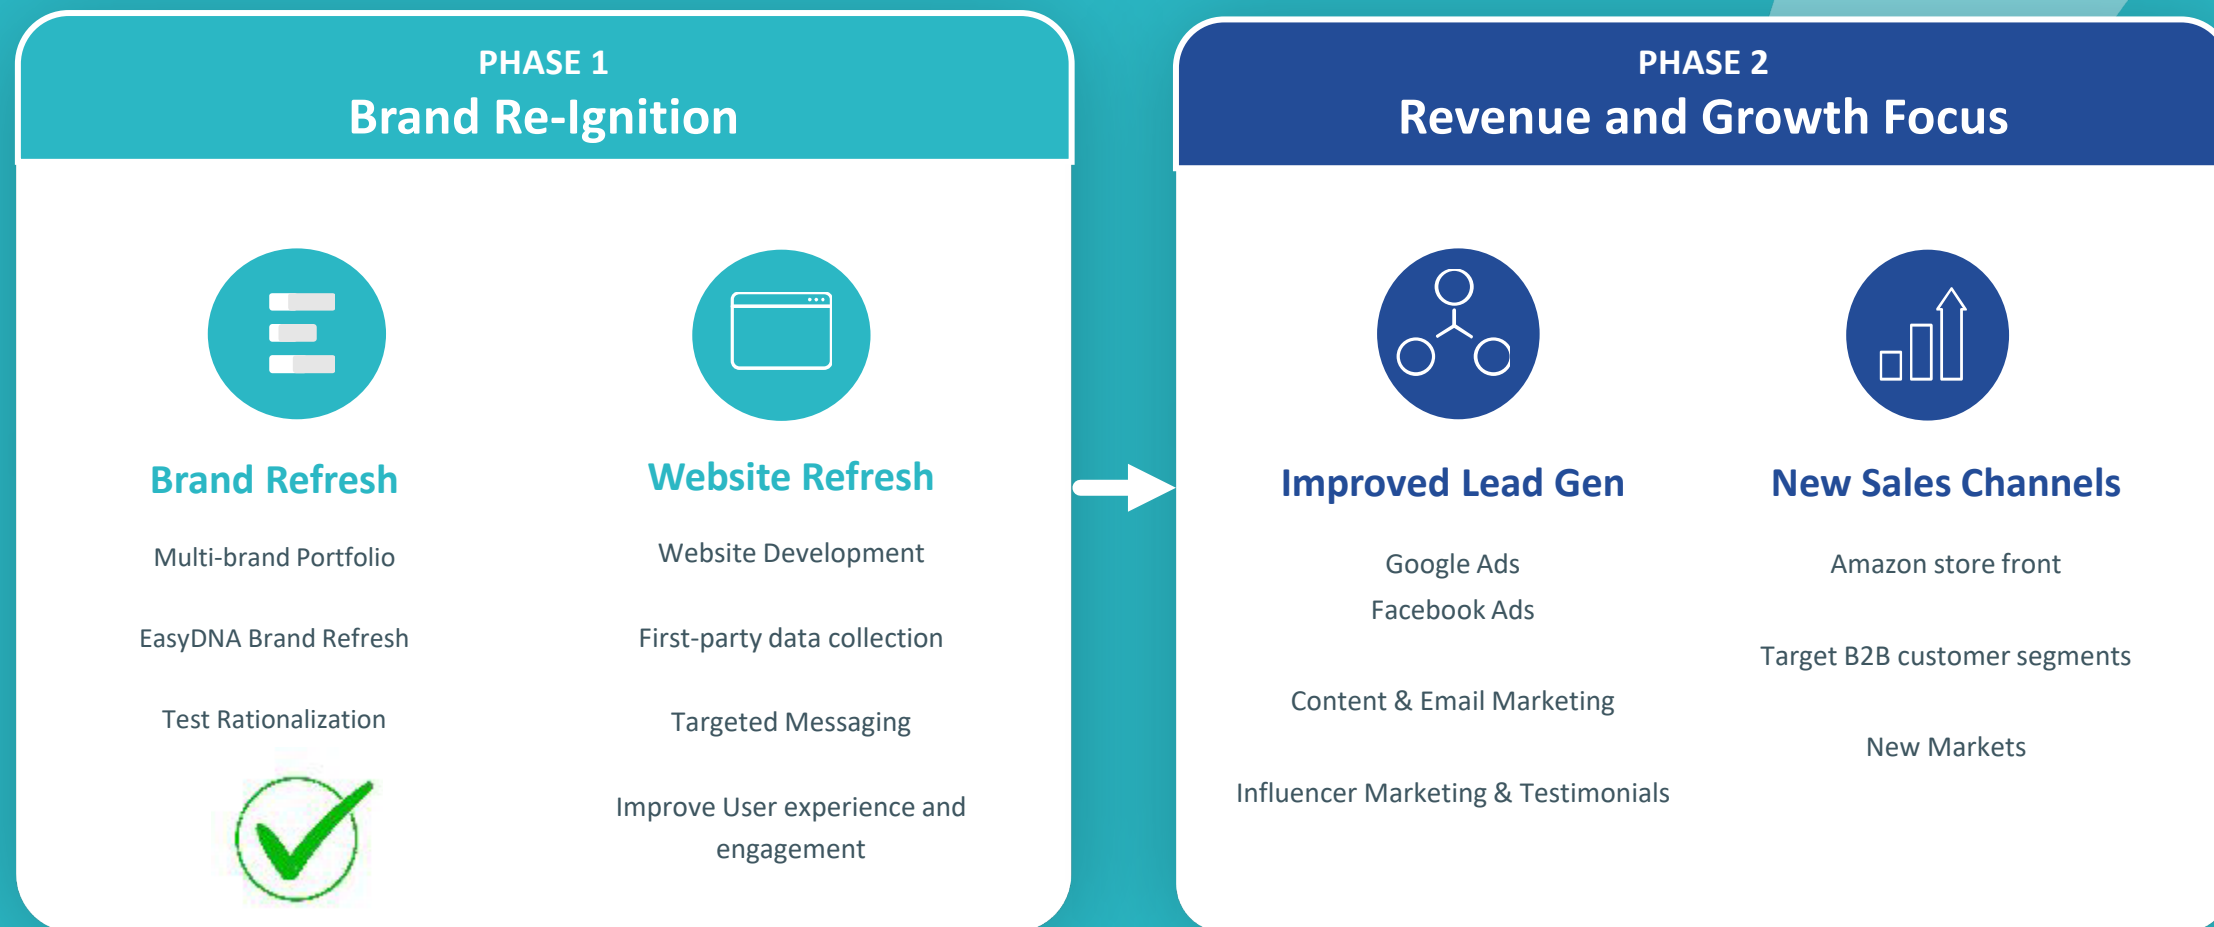 PHASE 1
Brand Re-Ignition
Brand Refresh
Multi-brand Portfolio
EasyDNA Brand Refresh
Test Rationalization
Website Refresh
Website Development
First-party data collection
Targeted Messaging
Improve User experience and
engagement
PHASE 2
Revenue and Growth Focus
Improved Lead Gen
Google Ads
Facebook Ads
Content & Email Marketing
Influencer Marketing & Testimonials
New Sales Channels
Amazon store front
Target B2B customer segments
New Markets